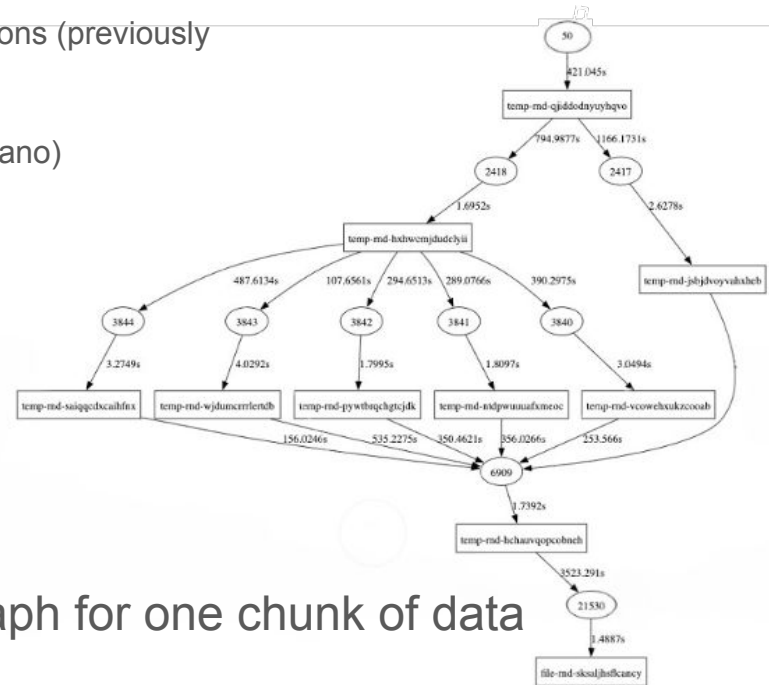 ons (previously
50
421.045s
temp-rnd-qjiddodnyuyhqvo
ano)
794.9877s 1166.1731s
2418 2417
1.6952s 2.6278s
temp-rnd-hxhwemjdudelyii
temp-rnd-jsbjdvoyvahxheb
487.6134s 107.6561s 294.6513s 289.0766s 390.2975s
3844 3843 3842 3841 3840
3.2749s 4.0292s 1.7995s 1.8097s 3.0494s
temp-rnd-saiqqcdxcaihfnx temp-rnd-wjdumcrrrlertdb temp-rnd-pywtbrqchgtcjdk temp-rnd-ntdpwuuuafxmeoc temp-rnd-vcowehxukzcooab
156.0246s 535.2275s 350.4621s 356.0266s 253.566s
6909
1.7392s
temp-rnd-hchauvqopcobneh
3523.291s
aph for one chunk of data
21530
1.4887s
file-rnd-sksaljhsflcancy